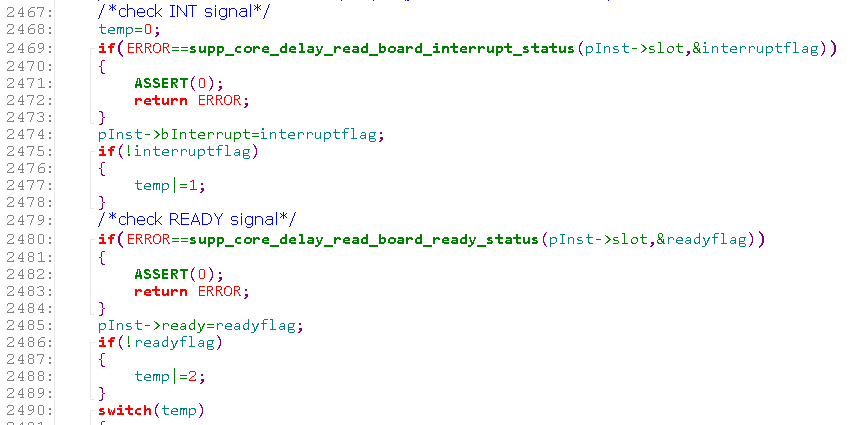 2467: /*check INT signal*/
2468: temp=0;
2469: if(ERROR==supp_core_delay_read_board_interrupt_status(pInst->slot,&interruptflag))
2470: {
2471: ASSERT(0);
2472: return ERROR;
2473: }
2474: pInst->bInterrupt=interruptflag;
2475: if(!interruptflag)
2476: {
2477: temp|=1;
2478: }
2479: /*check READY signal*/
2480: if(ERROR==supp_core_delay_read_board_ready_status(pInst->slot,&readyflag))
2481: {
2482: ASSERT(0);
2483: return ERROR;
2484: }
2485: pInst->ready=readyflag;
2486: if(!readyflag)
2487: {
2488: temp|=2;
2489: }
2490: switch(temp)